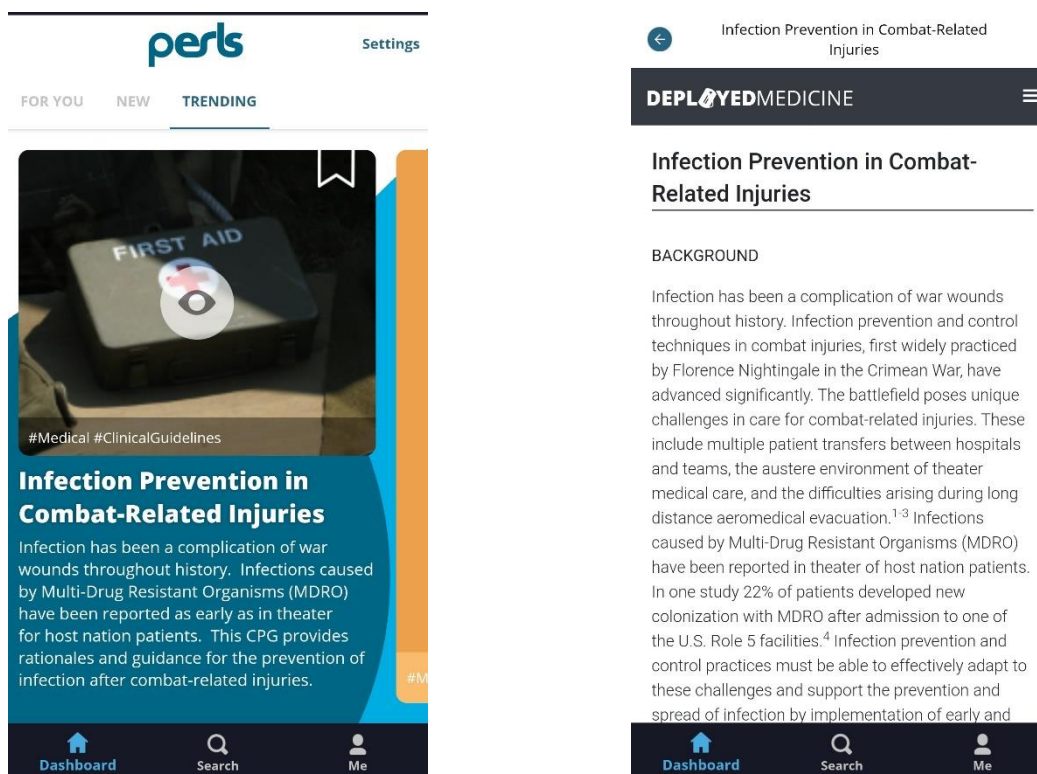 perls
Settings
FOR YOU NEW TRENDING
FIRST AID
#Medical #ClinicalGuidelines
Infection Prevention in
Combat-Related Injuries
Infection has been a complication of war
wounds throughout history. Infections caused
by Multi-Drug Resistant Organisms (MDRO)
have been reported as early as in theater
for host nation patients. This CPG provides
rationales and guidance for the prevention of
infection after combat-related injuries.
#M
Dashboard Search Me
Infection Prevention in Combat-Related
Injuries
DEPLOYEDMEDICINE
Infection Prevention in Combat-
Related Injuries
BACKGROUND
Infection has been a complication of war wounds
throughout history. Infection prevention and control
techniques in combat injuries, first widely practiced
by Florence Nightingale in the Crimean War, have
advanced significantly. The battlefield poses unique
challenges in care for combat-related injuries. These
include multiple patient transfers between hospitals
and teams, the austere environment of theater
medical care, and the difficulties arising during long
distance aeromedical evacuation.1-3 Infections
caused by Multi-Drug Resistant Organisms (MDRO)
have been reported in theater of host nation patients.
In one study 22% of patients developed new
colonization with MDRO after admission to one of
the U.S. Role 5 facilities.4 Infection prevention and
control practices must be able to effectively adapt to
these challenges and support the prevention and
spread of infection by implementation of early and
Dashboard Search Me